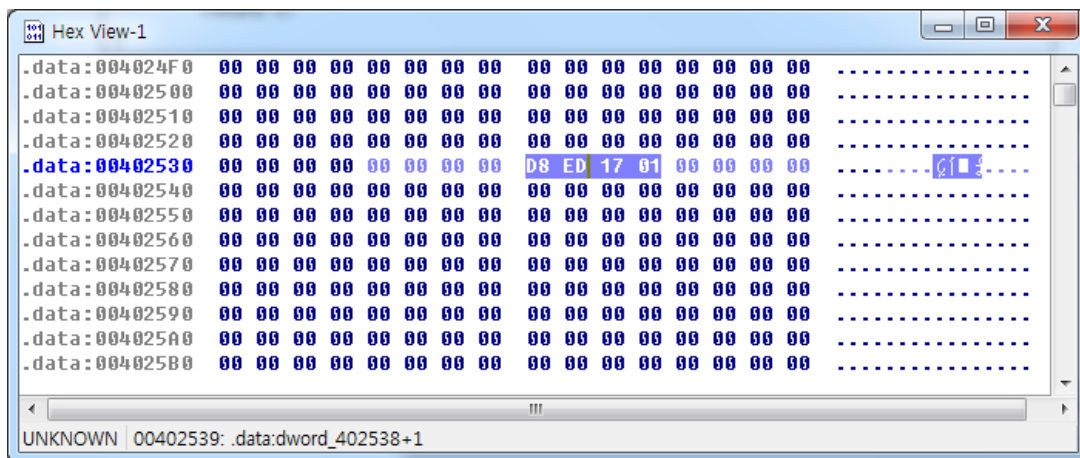 Hex View-1
.data:004024F0 00 00 00 00 00 00 00 00 00 00 00 00 00 00 00 00 ................
.data:00402500 00 00 00 00 00 00 00 00 00 00 00 00 00 00 00 00 ................
.data:00402510 00 00 00 00 00 00 00 00 00 00 00 00 00 00 00 00 ................
.data:00402520 00 00 00 00 00 00 00 00 00 00 00 00 00 00 00 00 ................
.data:00402530 00 00 00 00 00 00 00 00 D8 ED 17 01 00 00 00 00 ........ ....
.data:00402540 00 00 00 00 00 00 00 00 00 00 00 00 00 00 00 00 ................
.data:00402550 00 00 00 00 00 00 00 00 00 00 00 00 00 00 00 00 ................
.data:00402560 00 00 00 00 00 00 00 00 00 00 00 00 00 00 00 00 ................
.data:00402570 00 00 00 00 00 00 00 00 00 00 00 00 00 00 00 00 ................
.data:00402580 00 00 00 00 00 00 00 00 00 00 00 00 00 00 00 00 ................
.data:00402590 00 00 00 00 00 00 00 00 00 00 00 00 00 00 00 00 ................
.data:004025A0 00 00 00 00 00 00 00 00 00 00 00 00 00 00 00 00 ................
.data:004025B0 00 00 00 00 00 00 00 00 00 00 00 00 00 00 00 00 ................
UNKNOWN 00402539: .data:dword_402538+1